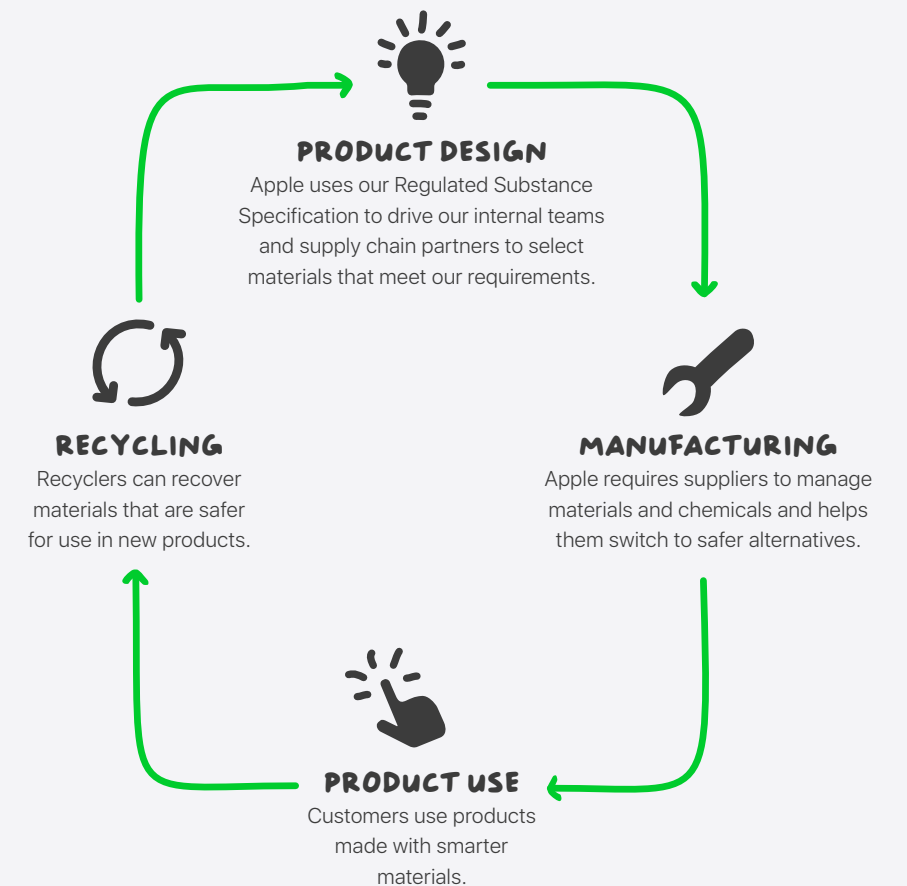 PRODUCT DESIGN
Apple uses our Regulated Substance
Specification to drive our internal teams
and supply chain partners to select
materials that meet our requirements.
RECYCLING
Recyclers can recover
materials that are safer
for use in new products.
MANUFACTURING
Apple requires suppliers to manage
materials and chemicals and helps
them switch to safer alternatives.
PRODUCT USE
Customers use products
made with smarter
materials.